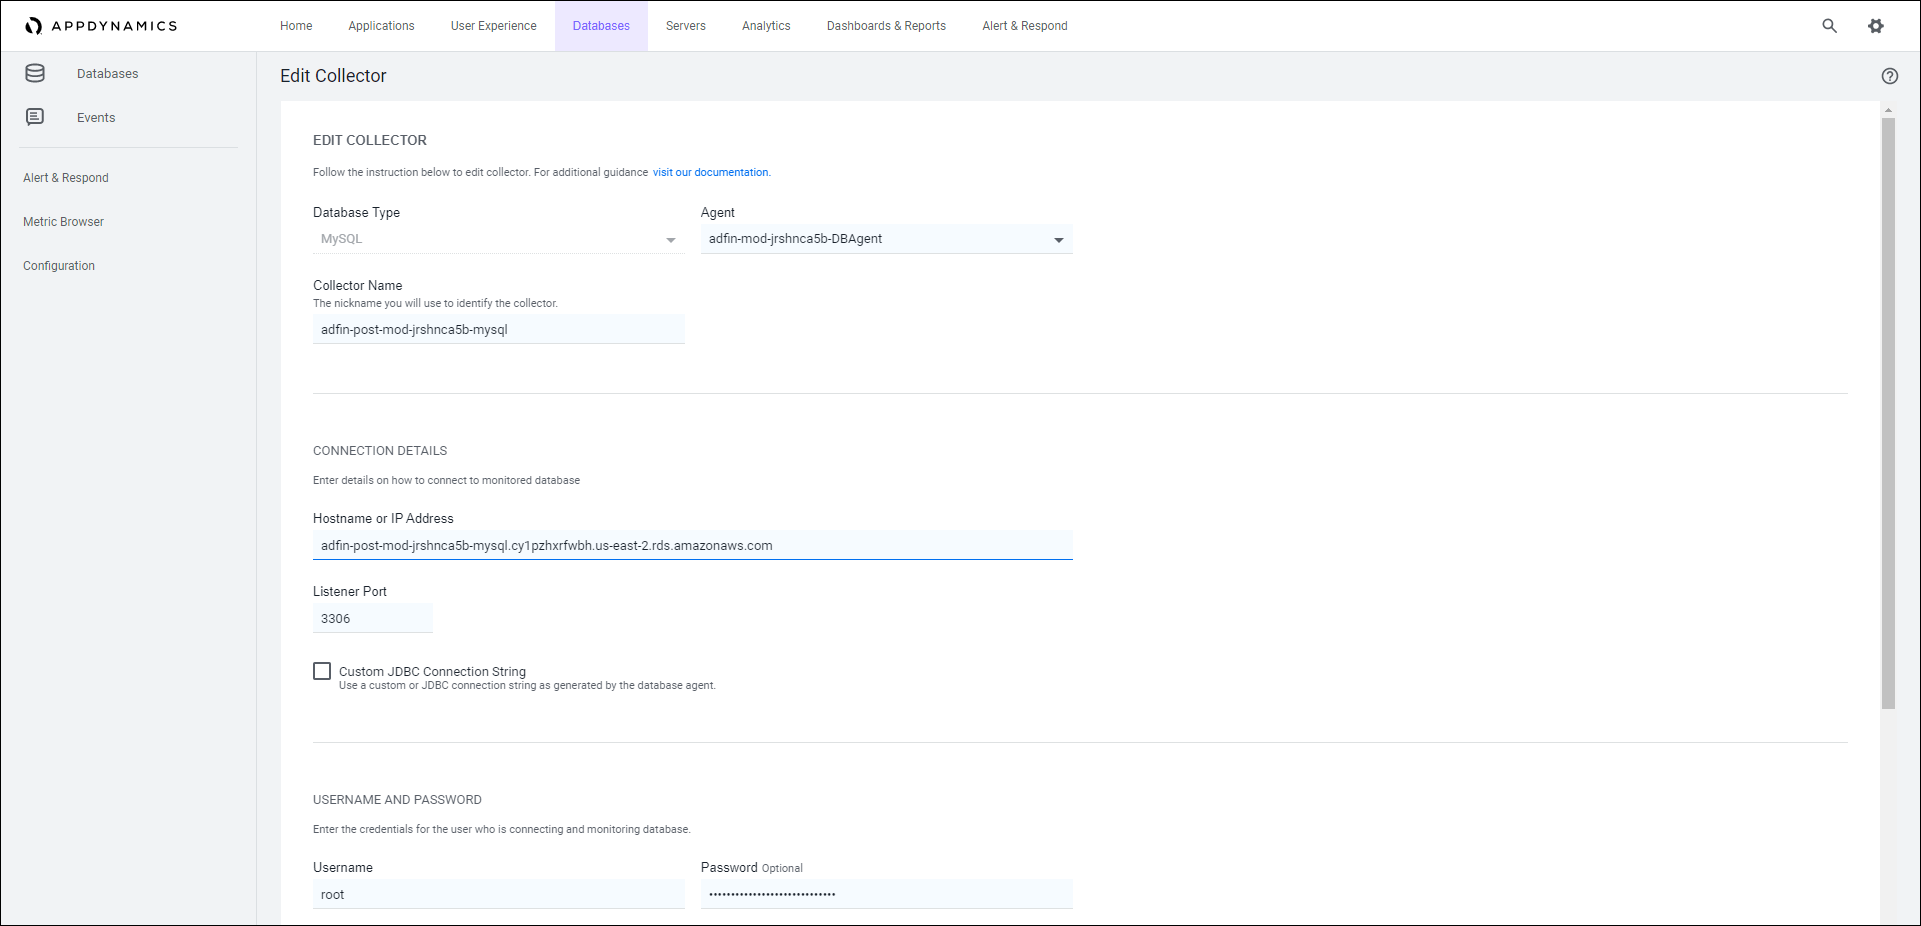 APPDYNAMICS
Home Applications User Experience Databases Servers Analytics Dashboards & Reports Alert & Respond
Databases
Events
Alert & Respond
Metric Browser
Configuration
Edit Collector
EDIT COLLECTOR
Follow the instruction below to edit collector. For additional guidance visit our documentation.
Database Type Agent
MySQL adfin-mod-jrshnca5b-DBAgent
Collector Name
The nickname you will use to identify the collector.
adfin-post-mod-jrshnca5b-mysql
CONNECTION DETAILS
Enter details on how to connect to monitored database
Hostname or IP Address
adfin-post-mod-jrshnca5b-mysql.cy1pzhxrfwbh.us-east-2.rds.amazonaws.com
Listener Port
3306
Custom JDBC Connection String
Use a custom or JDBC connection string as generated by the database agent.
USERNAME AND PASSWORD
Enter the credentials for the user who is connecting and monitoring database.
Username Password Optional
root •••••••••••••••••••••••••••••